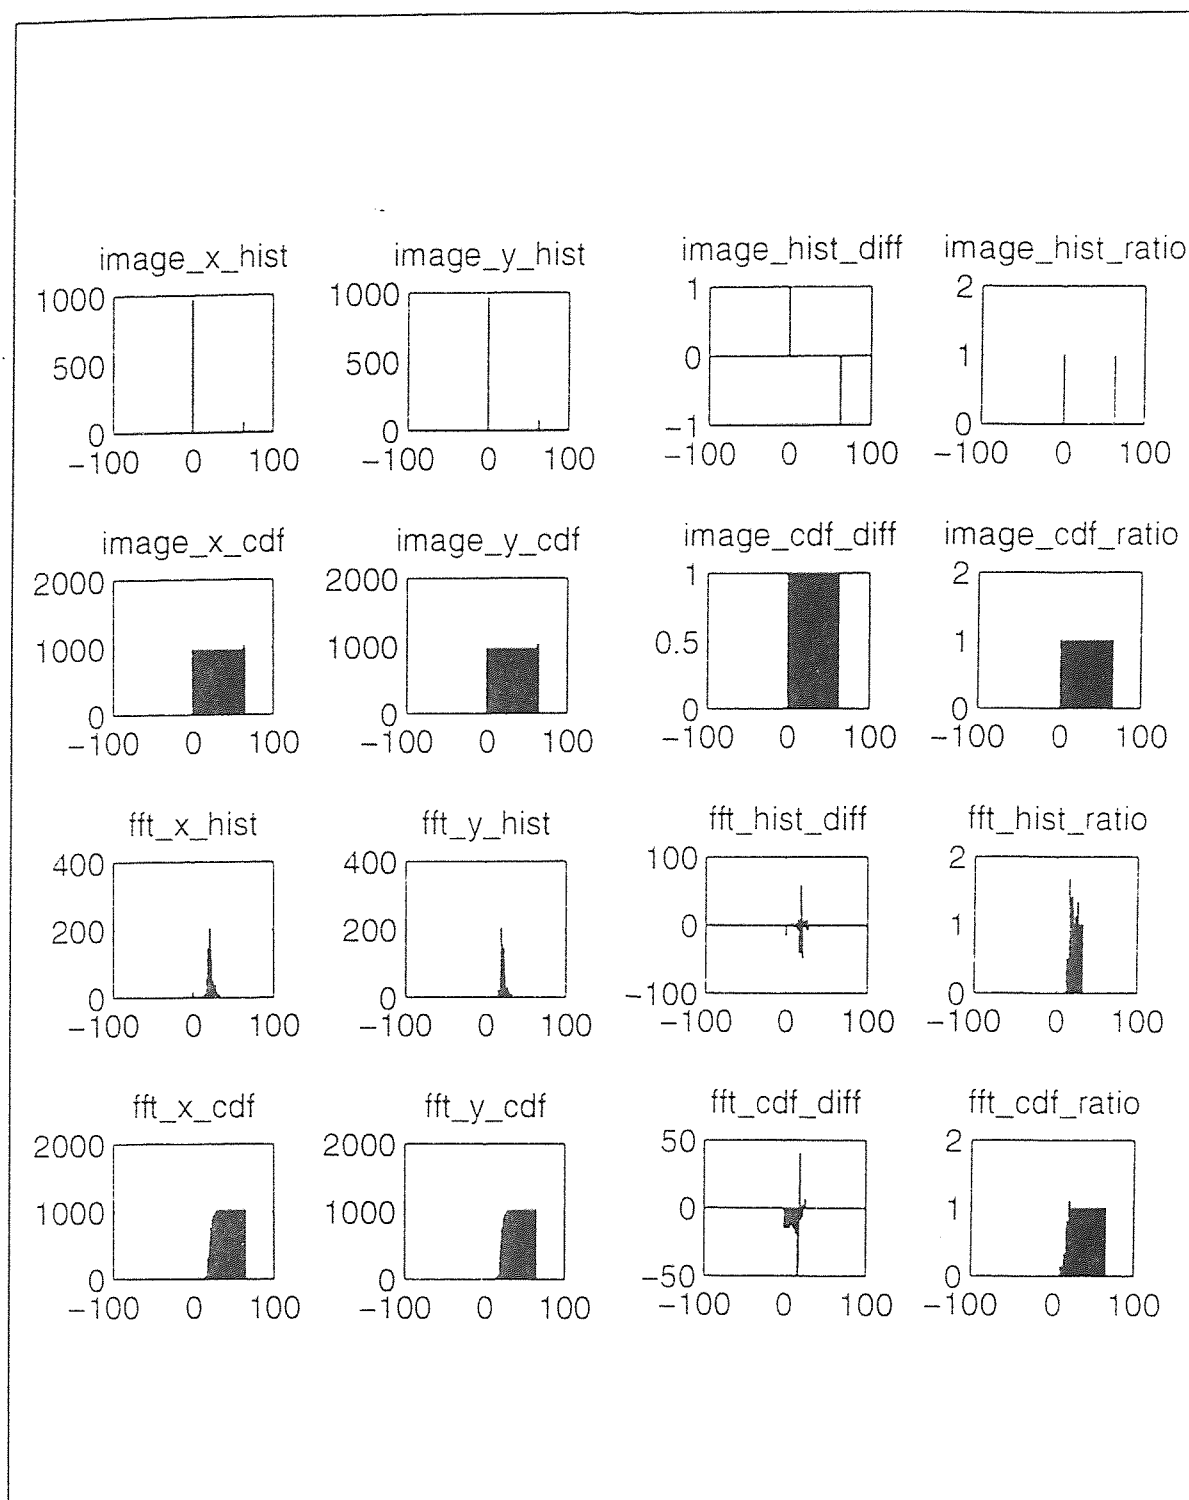 image_x_hist image_y_hist image_hist_diff image_hist_ratio
1000 1000 1 2
500 500 0 1
0 0 -1 0
-100 0 100 -100 0 100 -100 0 100 -100 0 100
image_x_cdf image_y_cdf image_cdf_diff image_cdf_ratio
2000 2000 1 2
1000 1000 0.5 1
0 0 0 0
-100 0 100 -100 0 100 -100 0 100 -100 0 100
fft_x_hist fft_y_hist fft_hist_diff fft_hist_ratio
400 400 100 2
200 200 0 1
0 0 -100 0
-100 0 100 -100 0 100 -100 0 100 -100 0 100
fft_x_cdf fft_y_cdf fft_cdf_diff fft_cdf_ratio
2000 2000 50 2
1000 1000 0 1
0 0 -50 0
-100 0 100 -100 0 100 -100 0 100 -100 0 100